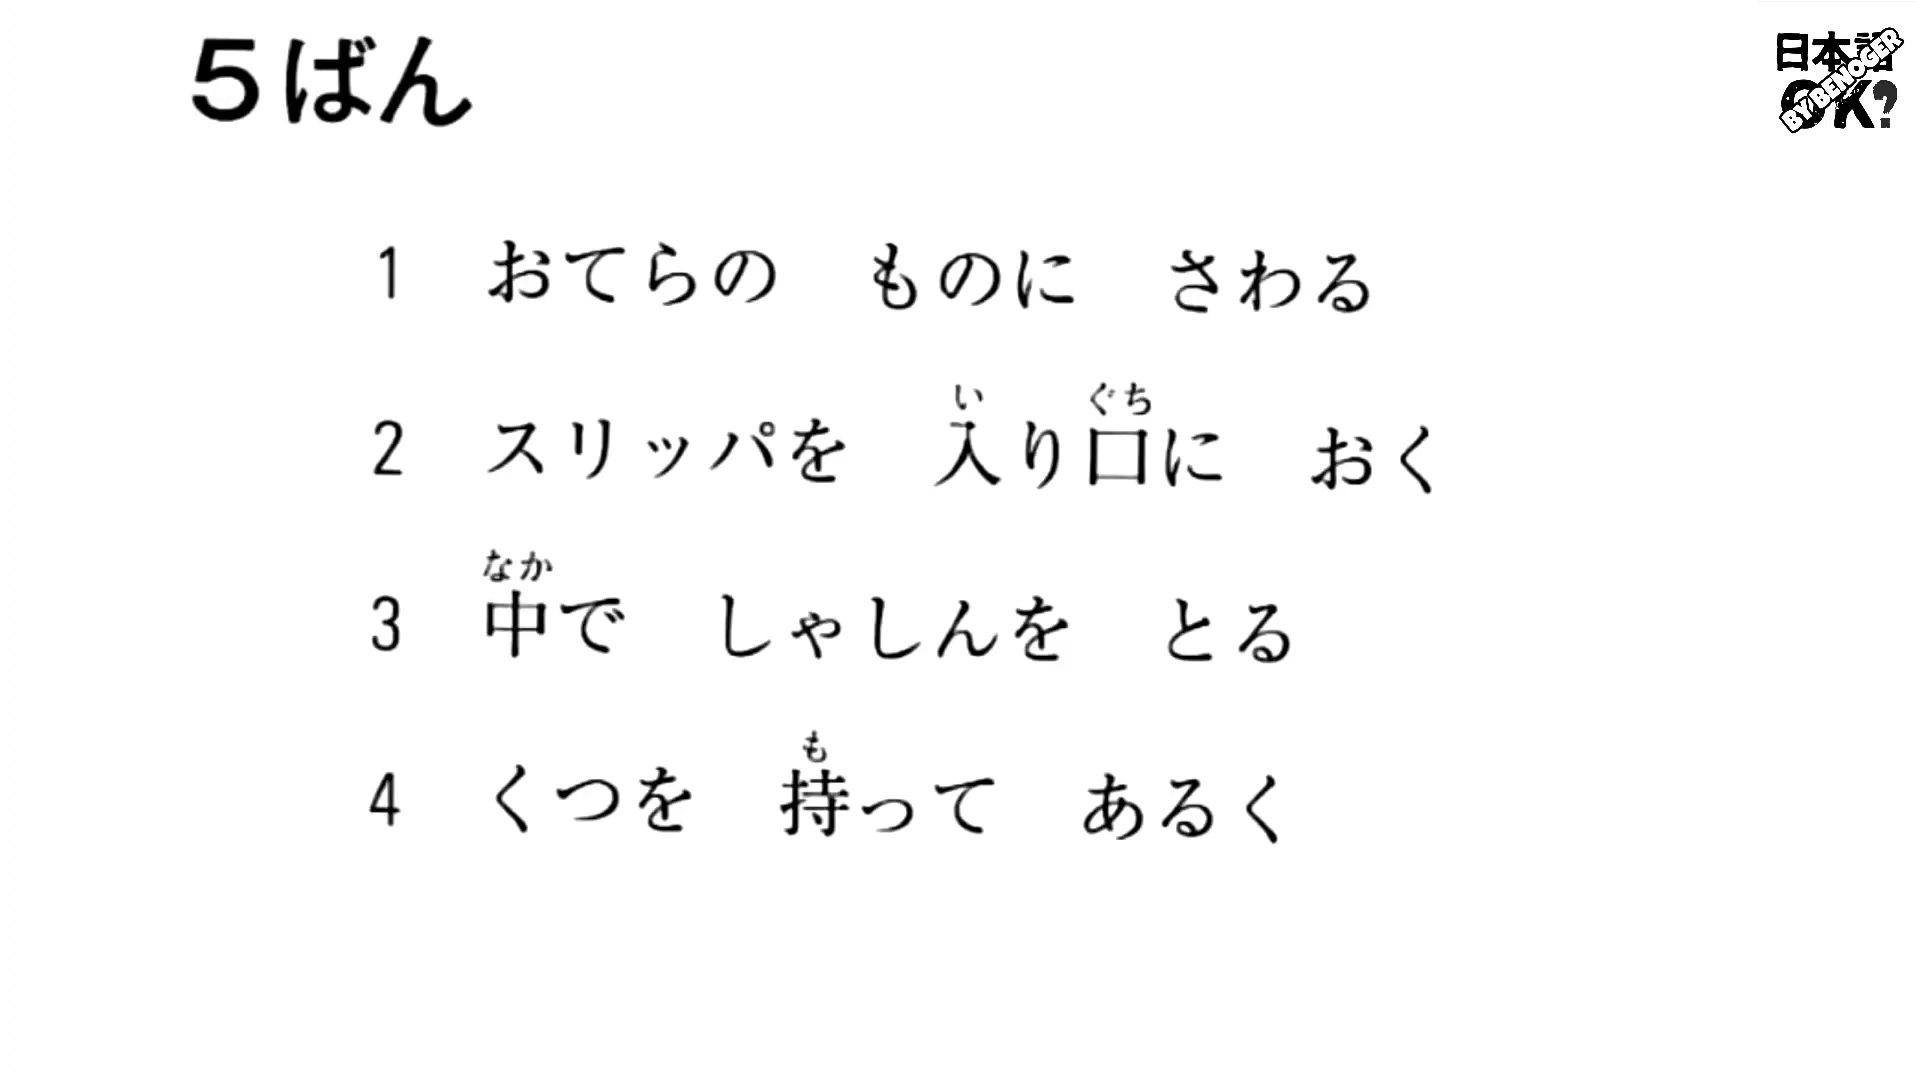 ５ばん
日本語
OK?
BY BENOGER
1 おてらの ものに さわる
い ぐち
2 スリッパを 入り口に おく
なか
3 中で しゃしんを とる
も
4 くつを 持って あるく